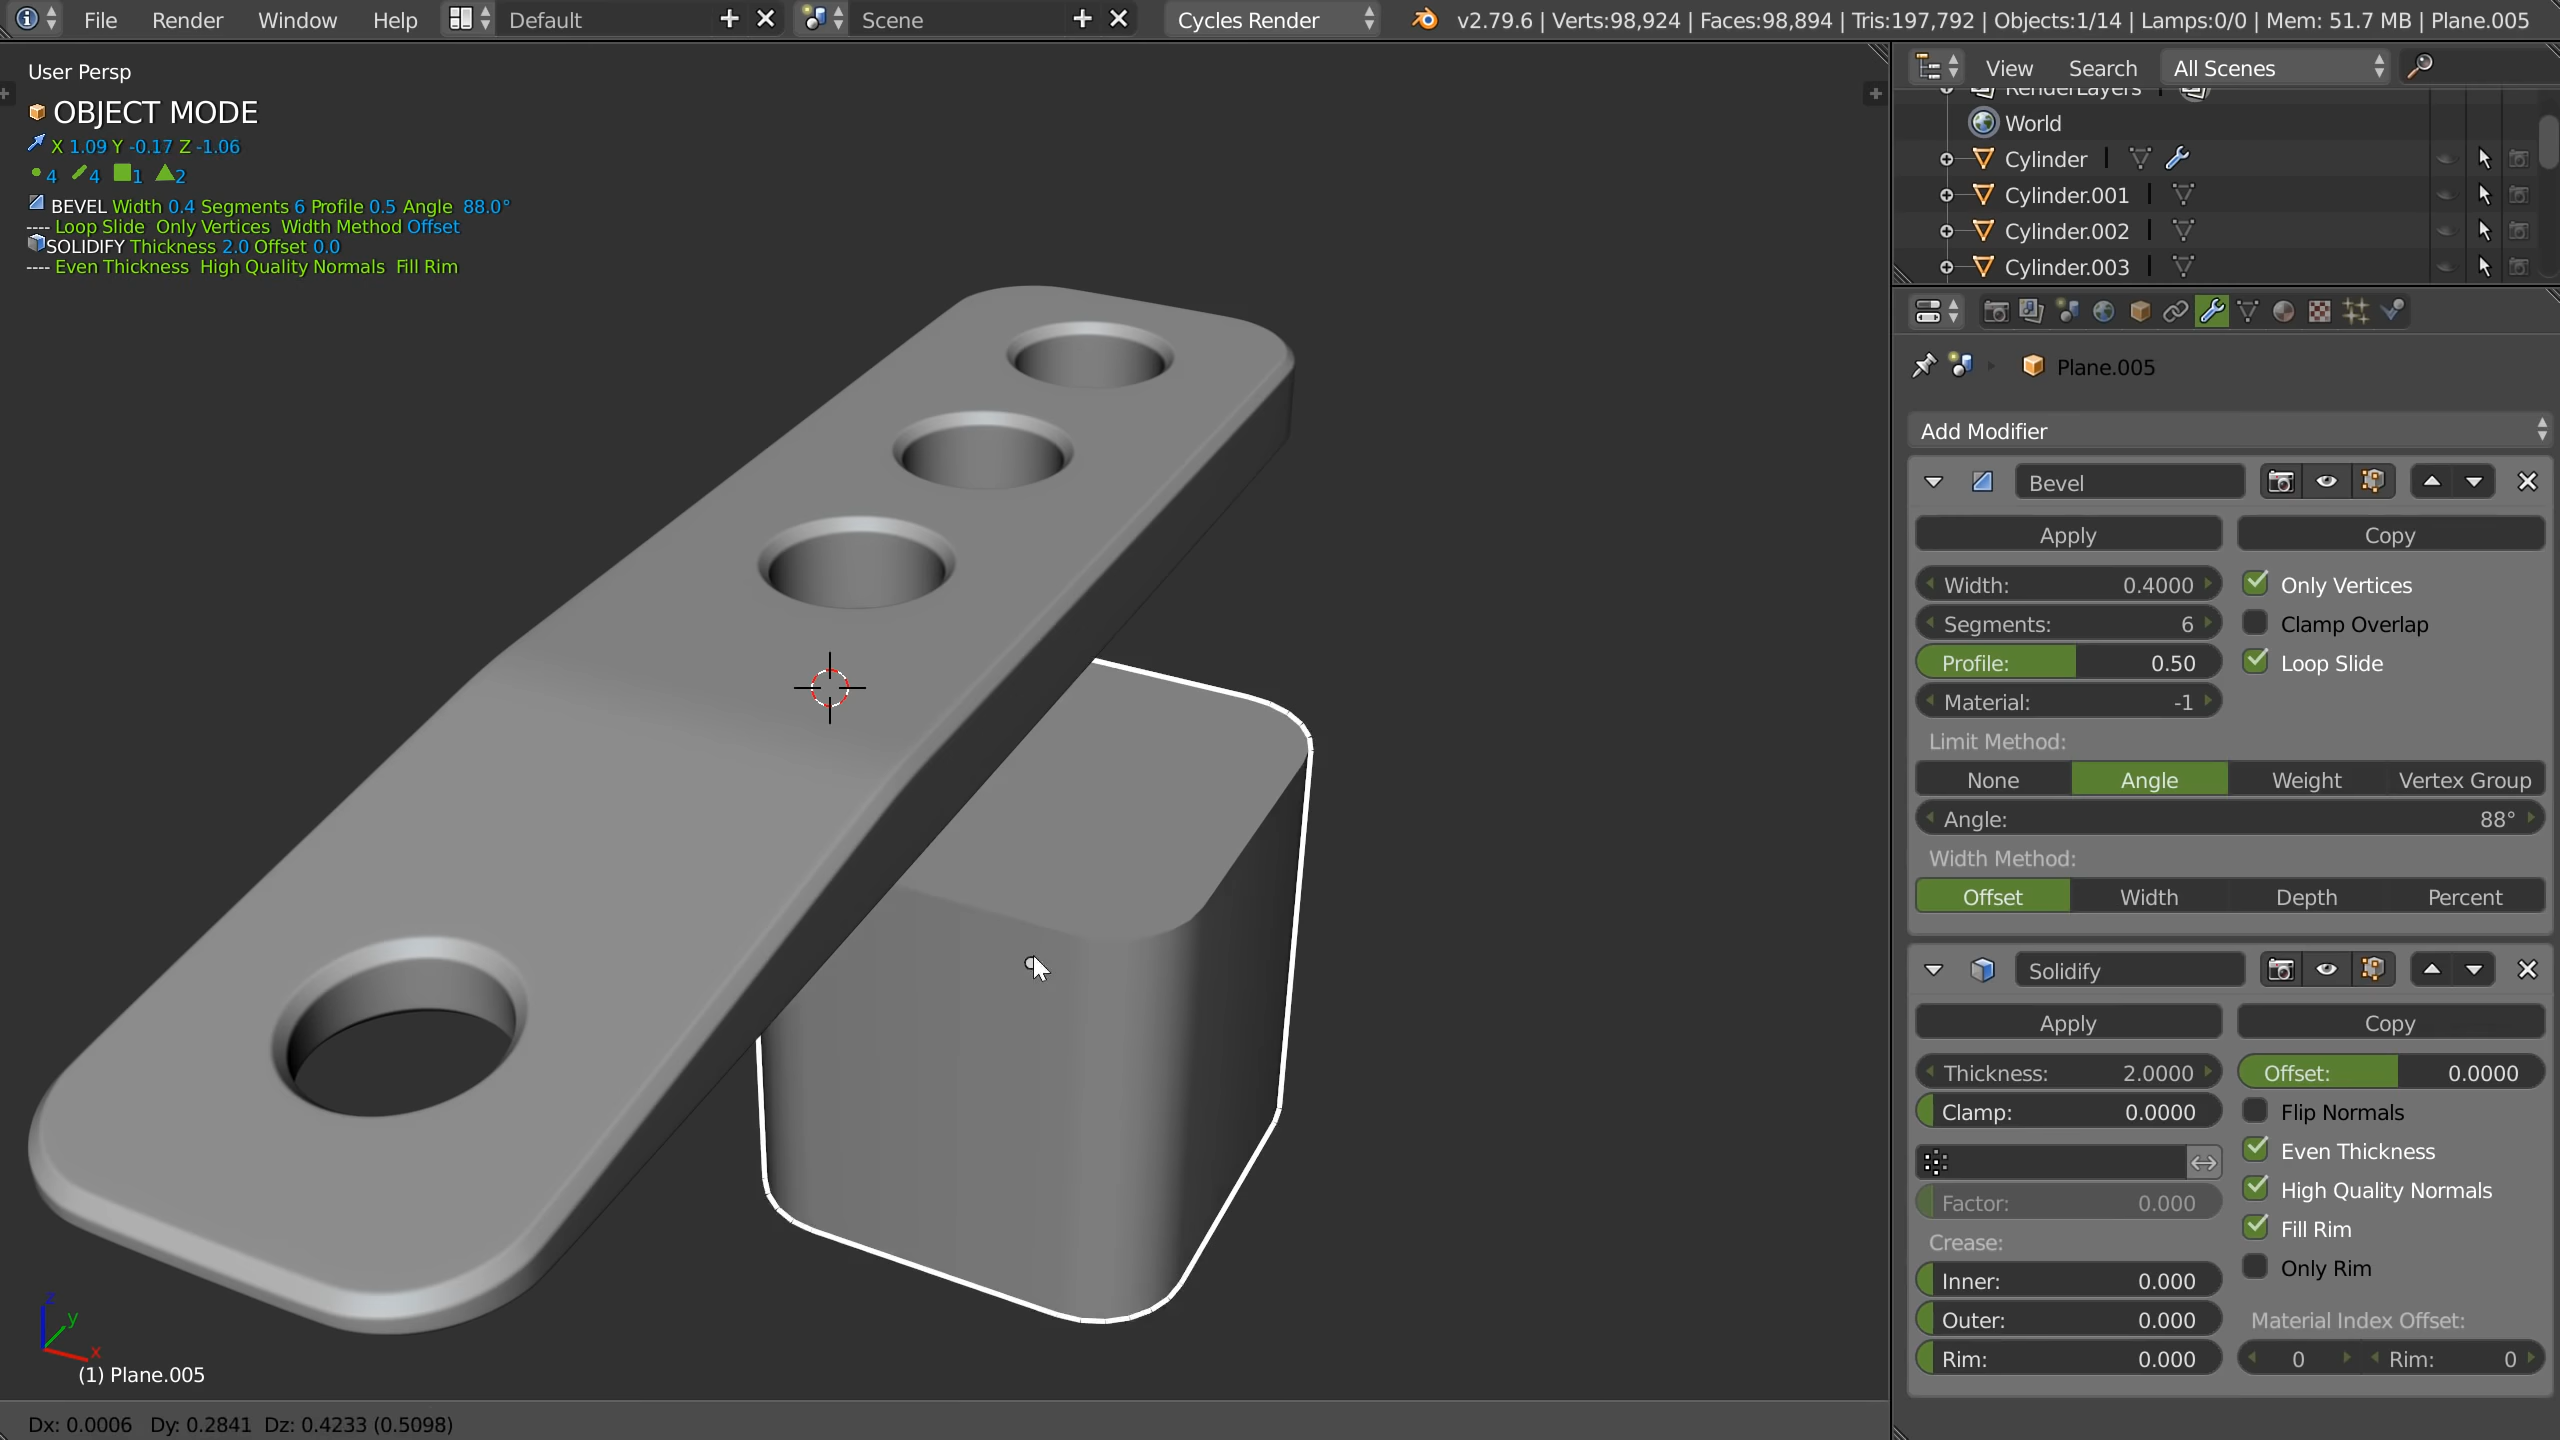 File Render Window Help Default Scene Cycles Render v2.79.6 | Verts:98,924 | Faces:98,894 | Tris:197,792 | Objects:1/14 | Lamps:0/0 | Mem: 51.7 MB | Plane.005
User Persp
OBJECT MODE
X 1.09 Y -0.17 Z -1.06
4 4 1 2
BEVEL Width 0.4 Segments 6 Profile 0.5 Angle 88.0°
---- Loop Slide Only Vertices Width Method Offset
SOLIDIFY Thickness 2.0 Offset 0.0
---- Even Thickness High Quality Normals Fill Rim
z
y
x
(1) Plane.005
Dx: 0.0006 Dy: 0.2841 Dz: 0.4233 (0.5098)
View Search All Scenes
RenderLayers |
World
Cylinder |
Cylinder.001 |
Cylinder.002 |
Cylinder.003 |
Plane.005
Add Modifier
Bevel
Apply Copy
Width: 0.4000 Only Vertices
Segments: 6 Clamp Overlap
Profile: 0.50 Loop Slide
Material: -1
Limit Method:
None Angle Weight Vertex Group
Angle: 88°
Width Method:
Offset Width Depth Percent
Solidify
Apply Copy
Thickness: 2.0000 Offset: 0.0000
Clamp: 0.0000 Flip Normals
Even Thickness
High Quality Normals
Factor: 0.000 Fill Rim
Crease:
Inner: 0.000 Only Rim
Outer: 0.000 Material Index Offset:
Rim: 0.000 0 Rim: 0